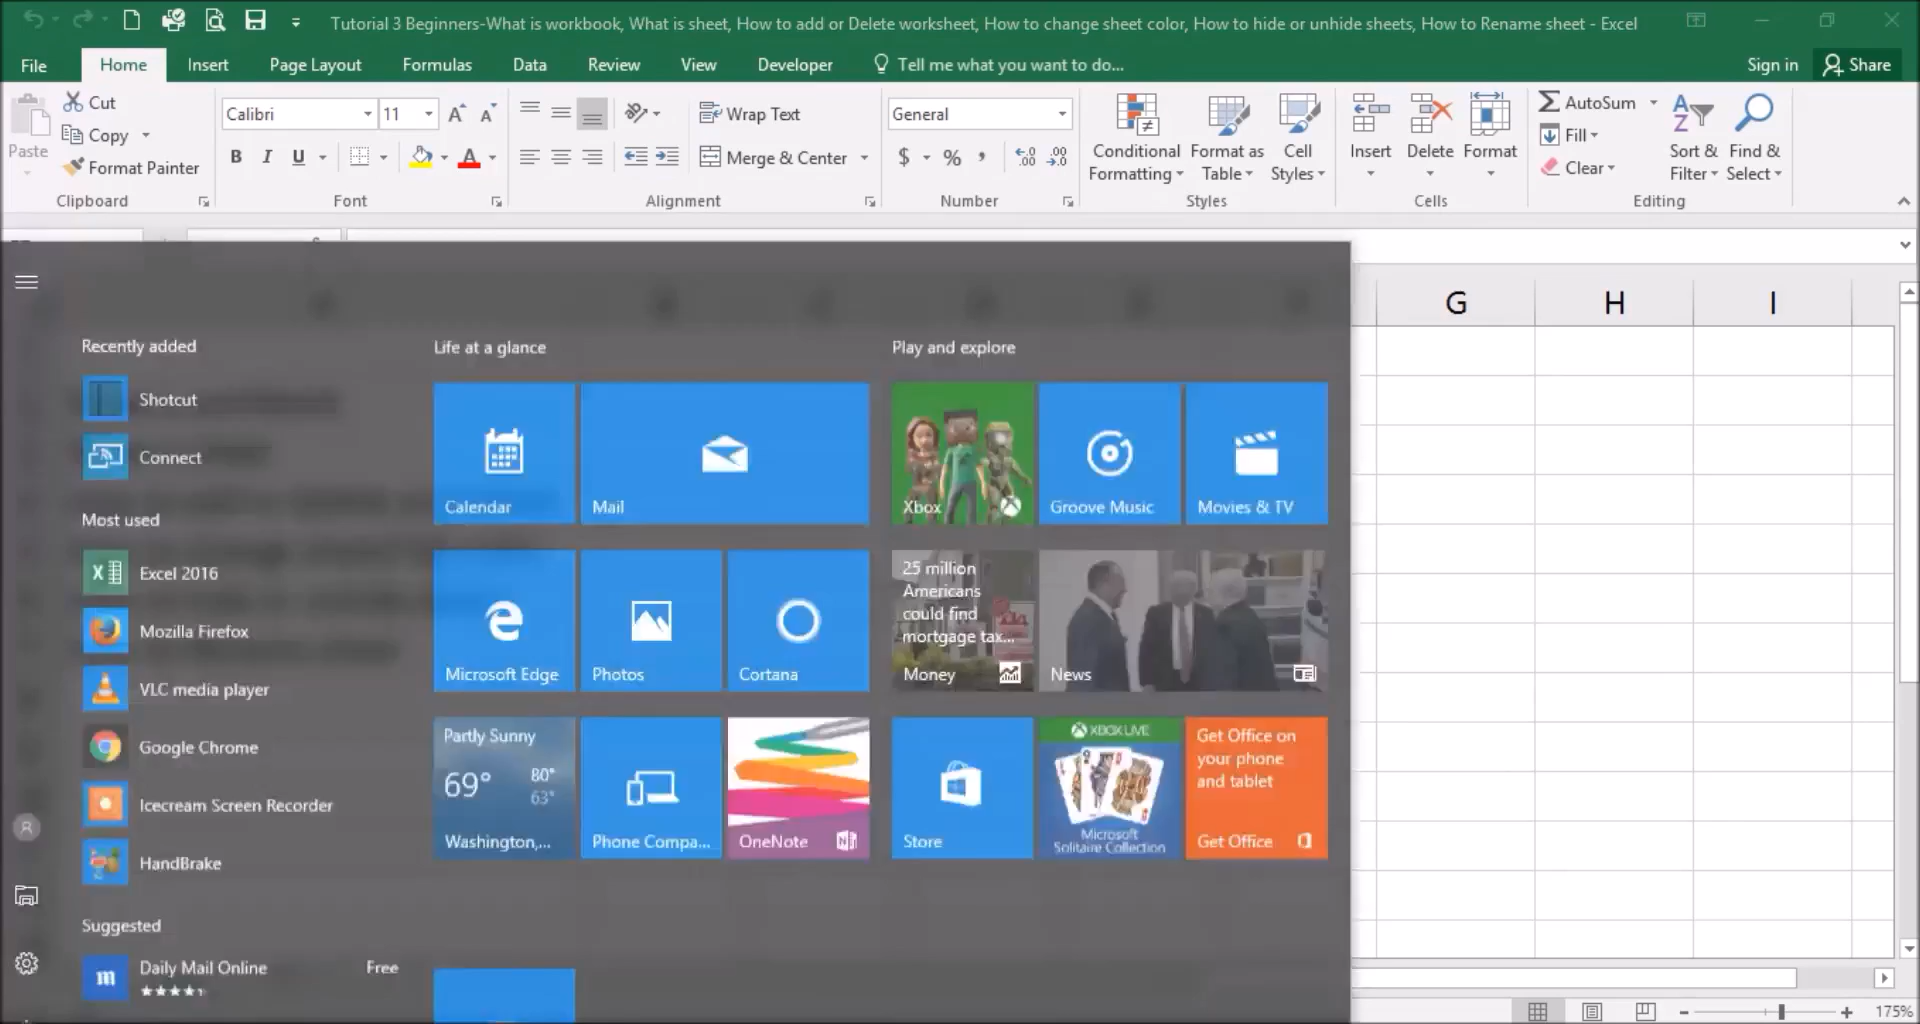 Tutorial 3 Beginners-What is workbook, What is sheet, How to add or Delete worksheet, How to change sheet color, How to hide or unhide sheets, How to Rename sheet - Excel
File Home Insert Page Layout Formulas Data Review View Developer Tell me what you want to do... Sign in Share
Paste
Cut
Copy
Format Painter
Clipboard
Calibri 11
B I U
Font
Wrap Text
Merge & Center
Alignment
General
$ % ,
Number
Conditional Formatting
Format as Table
Cell Styles
Styles
Insert
Delete
Format
Cells
AutoSum
Fill
Clear
Sort & Filter
Find & Select
Editing
G H I
Recently added
Shotcut
Connect
Most used
Excel 2016
Mozilla Firefox
VLC media player
Google Chrome
Icecream Screen Recorder
HandBrake
Suggested
Daily Mail Online Free
Life at a glance
Calendar
Mail
Microsoft Edge
Photos
Cortana
Partly Sunny
69° 80°
63°
Washington,...
Phone Compa...
OneNote
Play and explore
Xbox
Groove Music
Movies & TV
25 million
Americans
could find
mortgage tax...
Money
News
Store
XBOX LIVE
Microsoft
Solitaire Collection
Get Office on
your phone
and tablet
Get Office
175%